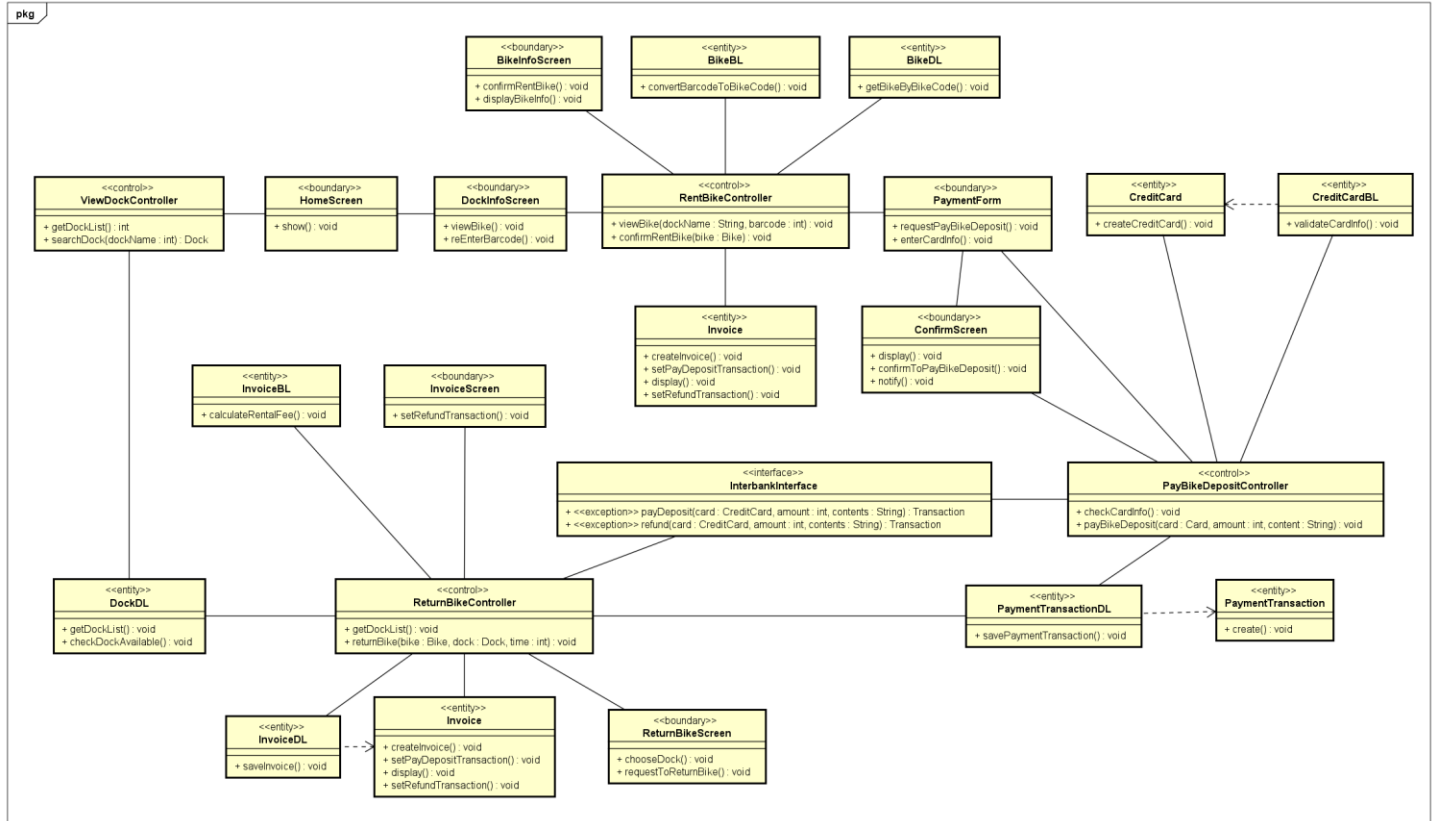 pkg
<<boundary>>
BikeInfoScreen
+ confirmRentBike() : void
+ displayBikeInfo() : void
<<entity>>
BikeBL
+ convertBarcodeToBikeCode() : void
<<entity>>
BikeDL
+ getBikeByBikeCode() : void
<<control>>
ViewDockController
+ getDockList() : int
+ searchDock(dockName : int) : Dock
<<boundary>>
HomeScreen
+ show() : void
<<boundary>>
DockInfoScreen
+ viewBike() : void
+ reEnterBarcode() : void
<<control>>
RentBikeController
+ viewBike(dockName : String, barcode : int) : void
+ confirmRentBike(bike : Bike) : void
<<boundary>>
PaymentForm
+ requestPayBikeDeposit() : void
+ enterCardInfo() : void
<<entity>>
CreditCard
+ createCreditCard() : void
<<entity>>
CreditCardBL
+ validateCardInfo() : void
<<entity>>
Invoice
+ createInvoice() : void
+ setPayDepositTransaction() : void
+ display() : void
+ setRefundTransaction() : void
<<boundary>>
ConfirmScreen
+ display() : void
+ confirmToPayBikeDeposit() : void
+ notify() : void
<<entity>>
InvoiceBL
+ calculateRentalFee() : void
<<boundary>>
InvoiceScreen
+ setRefundTransaction() : void
<<interface>>
InterbankInterface
+ <<exception>> payDeposit(card : CreditCard, amount : int, contents : String) : Transaction
+ <<exception>> refund(card : CreditCard, amount : int, contents : String) : Transaction
<<control>>
PayBikeDepositController
+ checkCardInfo() : void
+ payBikeDeposit(card : Card, amount : int, content : String) : void
<<entity>>
DockDL
+ getDockList() : void
+ checkDockAvailable() : void
<<control>>
ReturnBikeController
+ getDockList() : void
+ returnBike(bike : Bike, dock : Dock, time : int) : void
<<entity>>
PaymentTransactionDL
+ savePaymentTransaction() : void
<<entity>>
PaymentTransaction
+ create() : void
<<entity>>
InvoiceDL
+ saveInvoice() : void
<<entity>>
Invoice
+ createInvoice() : void
+ setPayDepositTransaction() : void
+ display() : void
+ setRefundTransaction() : void
<<boundary>>
ReturnBikeScreen
+ chooseDock() : void
+ requestToReturnBike() : void